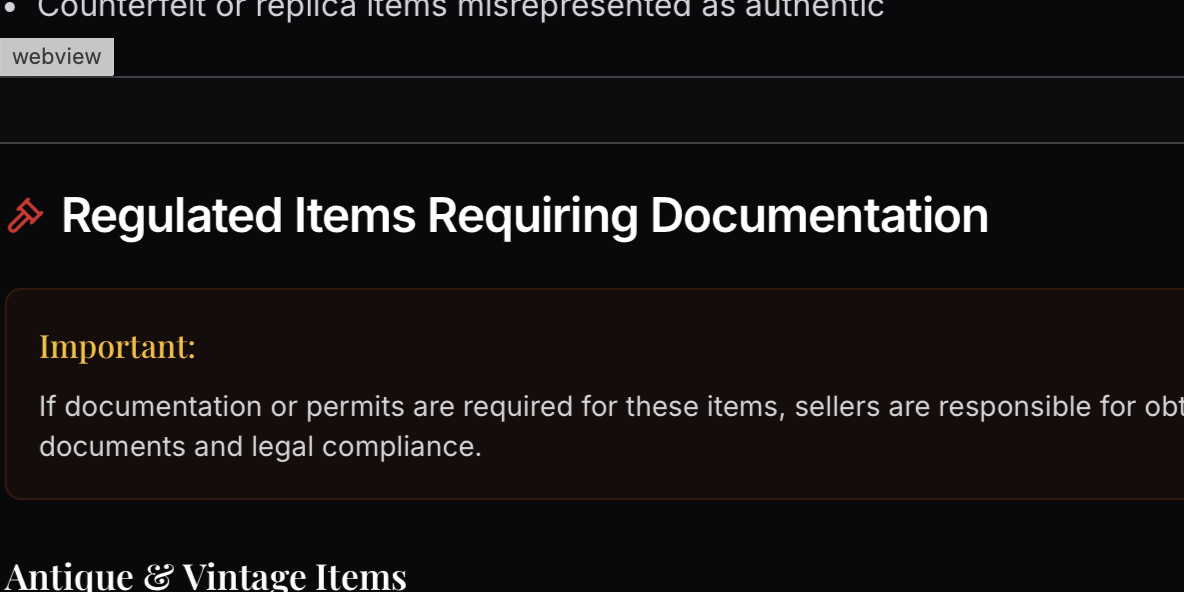 • Counterfeit or replica items misrepresented as authentic
webview
Regulated Items Requiring Documentation
Important:
If documentation or permits are required for these items, sellers are responsible for
documents and legal compliance.
Antique & Vintage Items